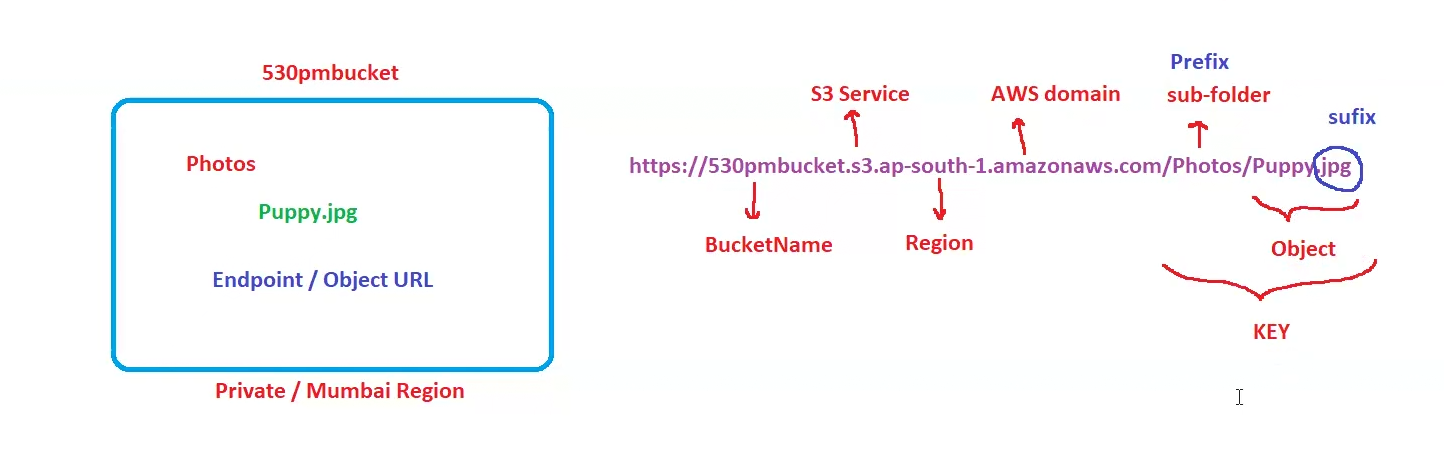 530pmbucket
Photos
Puppy.jpg
Endpoint / Object URL
Private / Mumbai Region
Prefix
S3 Service
AWS domain
sub-folder
sufix
https://530pmbucket.s3.ap-south-1.amazonaws.com/Photos/Puppy.jpg
BucketName
Region
Object
KEY